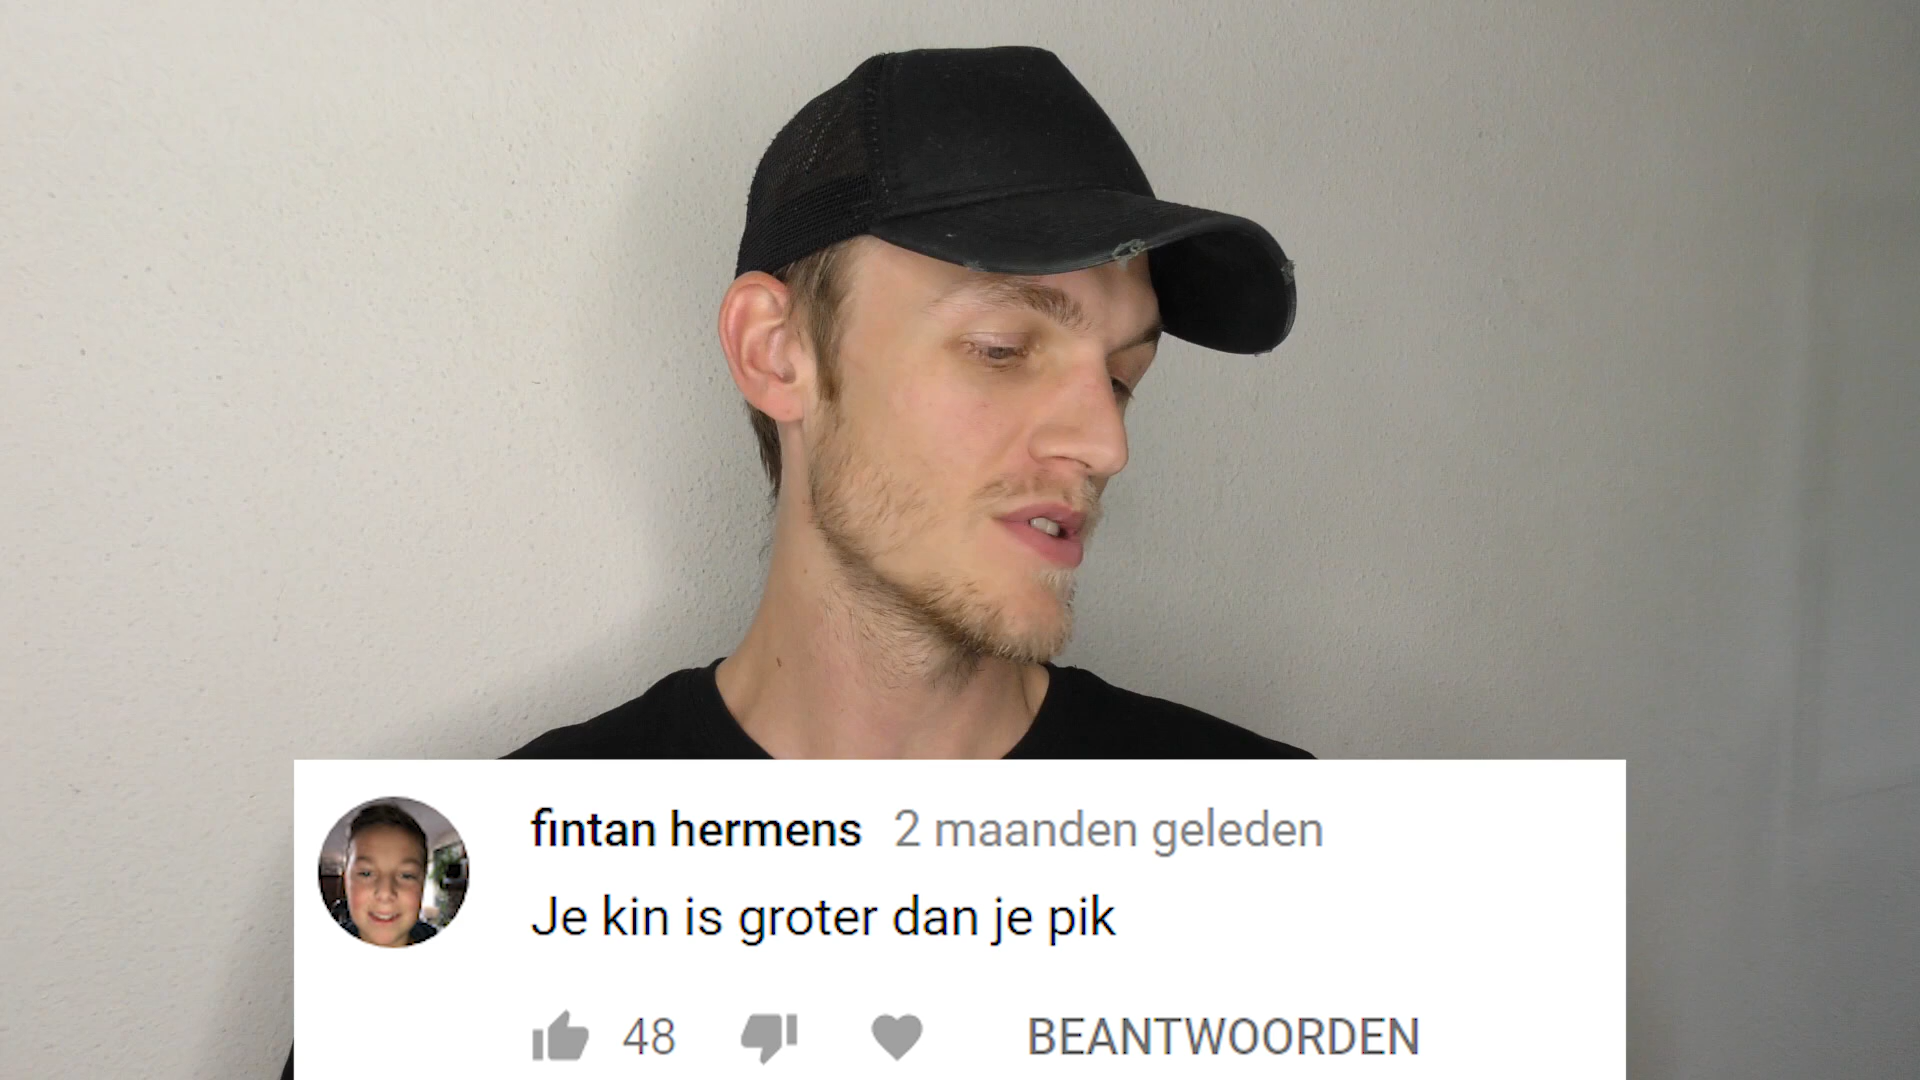 fintan hermens 2 maanden geleden
Je kin is groter dan je pik
48 BEANTWOORDEN